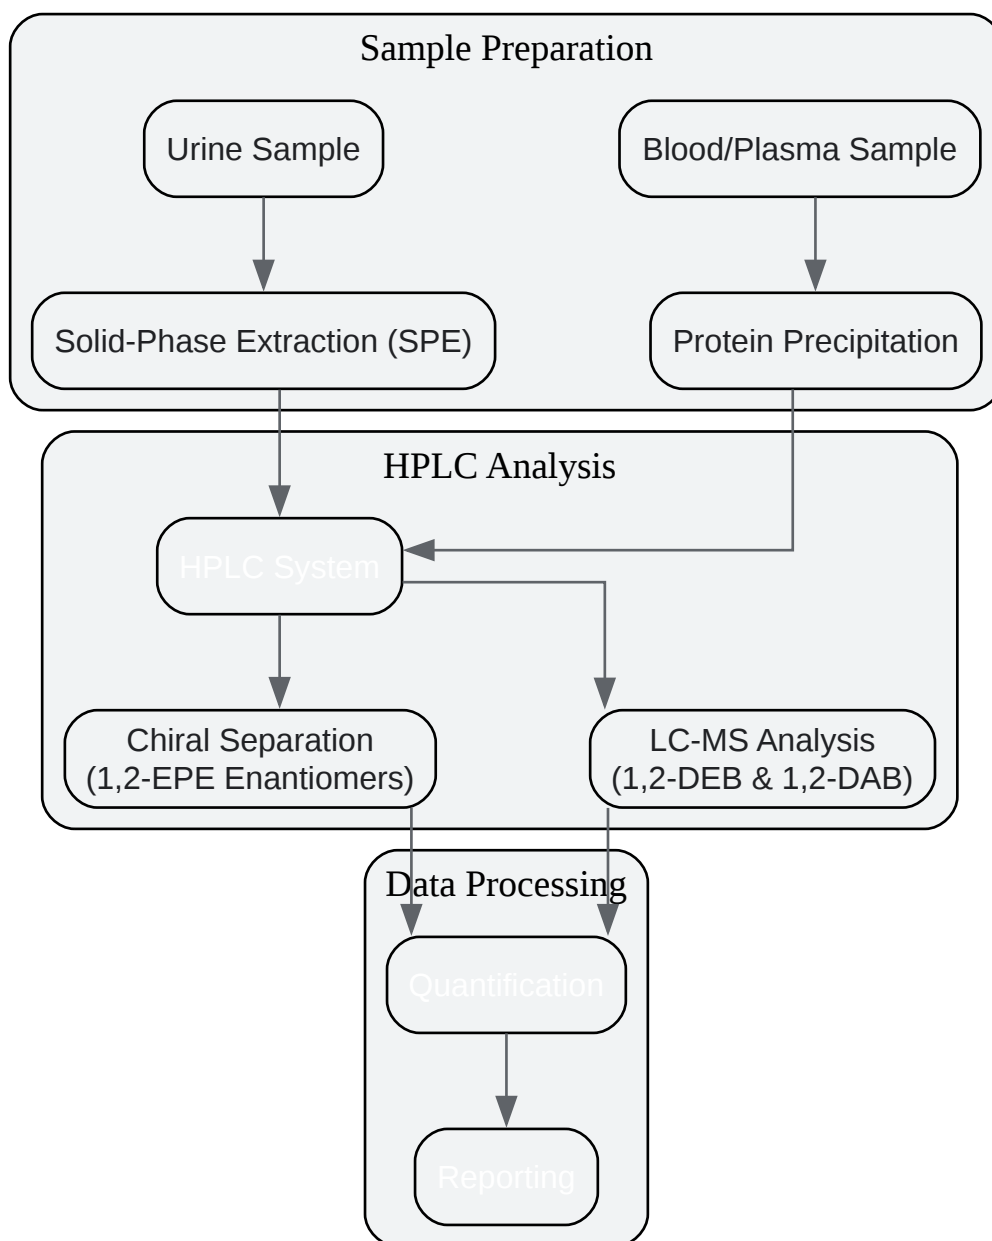 Sample Preparation
Urine Sample
Blood/Plasma Sample
Solid-Phase Extraction (SPE)
Protein Precipitation
HPLC Analysis
HPLC System
Chiral Separation
(1,2-EPE Enantiomers)
LC-MS Analysis
(1,2-DEB & 1,2-DAB)
Data Processing
Quantification
Reporting